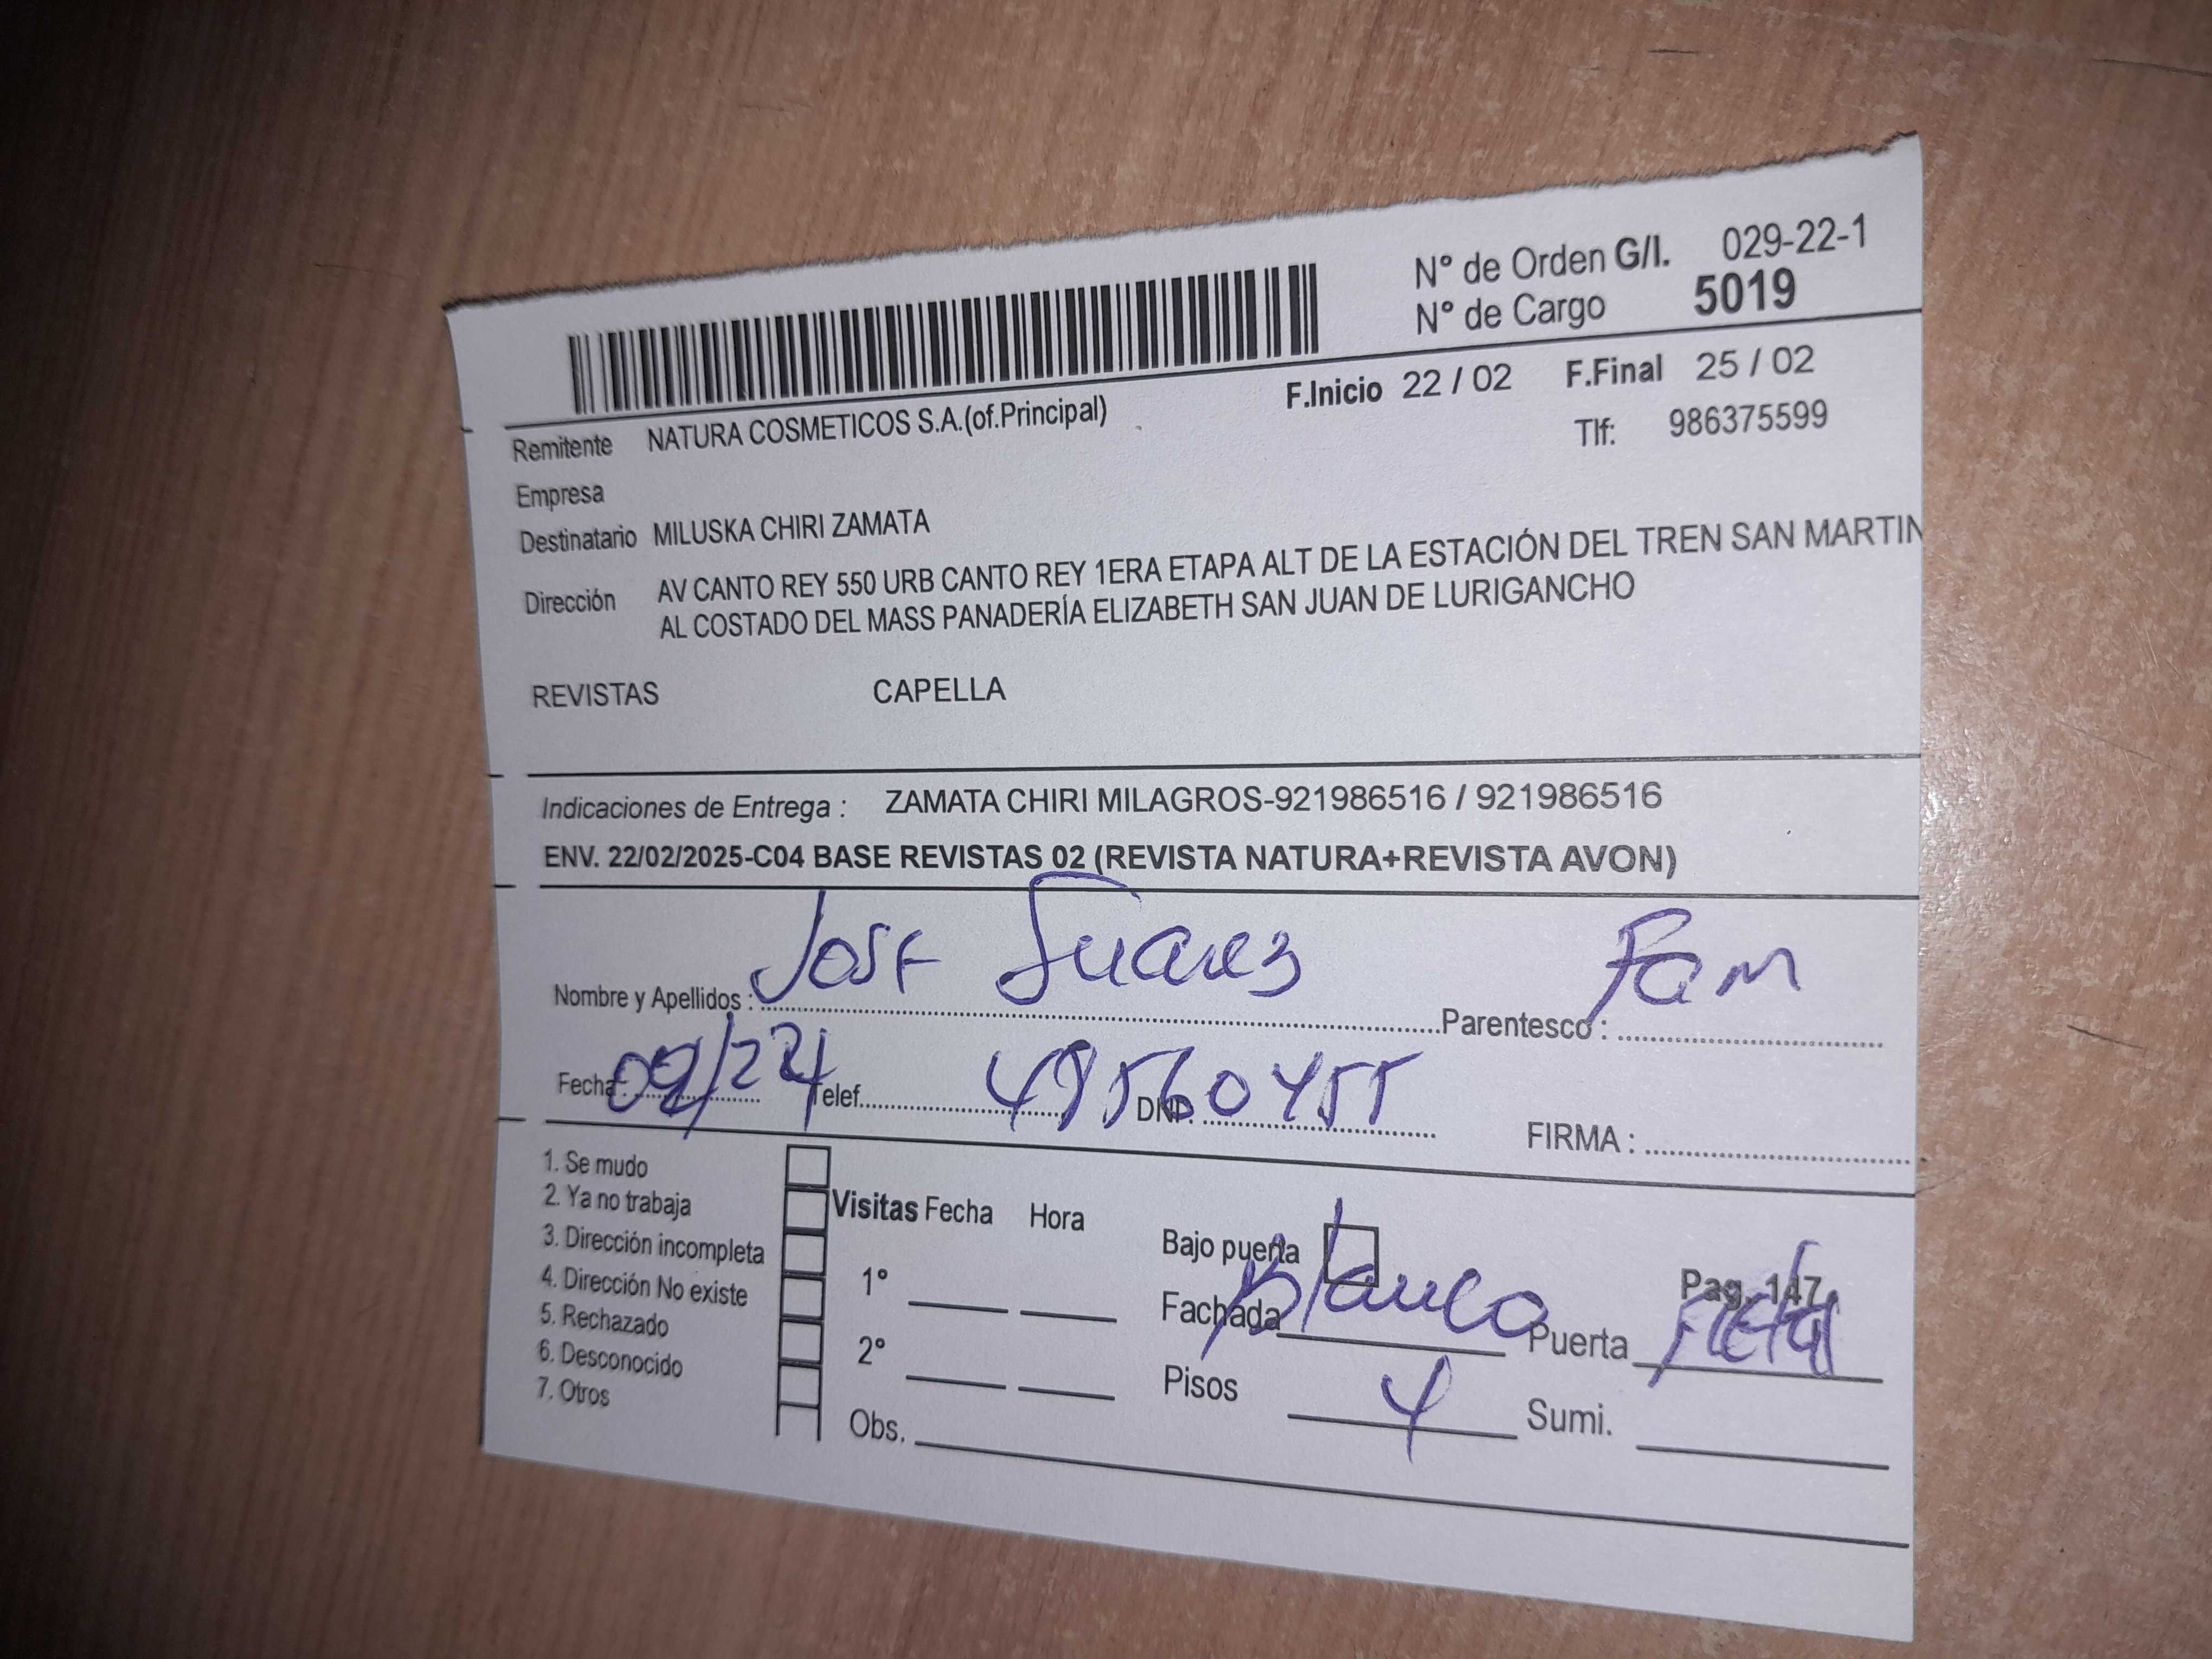 N° de Orden G/I. 029-22-1
N° de Cargo 5019
F.Inicio 22 / 02 F.Final 25 / 02
Remitente NATURA COSMETICOS S.A.(of.Principal) Tlf: 986375599
Empresa
Destinatario MILUSKA CHIRI ZAMATA
Dirección AV CANTO REY 550 URB CANTO REY 1ERA ETAPA ALT DE LA ESTACIÓN DEL TREN SAN MARTIN
AL COSTADO DEL MASS PANADERÍA ELIZABETH SAN JUAN DE LURIGANCHO
REVISTAS CAPELLA
Indicaciones de Entrega : ZAMATA CHIRI MILAGROS-921986516 / 921986516
ENV. 22/02/2025-C04 BASE REVISTAS 02 (REVISTA NATURA+REVISTA AVON)
Nombre y Apellidos : Jose Suarez Parentesco : Fam
Fecha: Telef. DNI: 49560455 FIRMA :
1. Se mudo
2. Ya no trabaja
3. Dirección incompleta
4. Dirección No existe
5. Rechazado
6. Desconocido
7. Otros
Visitas Fecha Hora
1°
2°
Obs.
Bajo puerta Pag. 147
Fachada blanco Puerta
Pisos 4 Sumi.